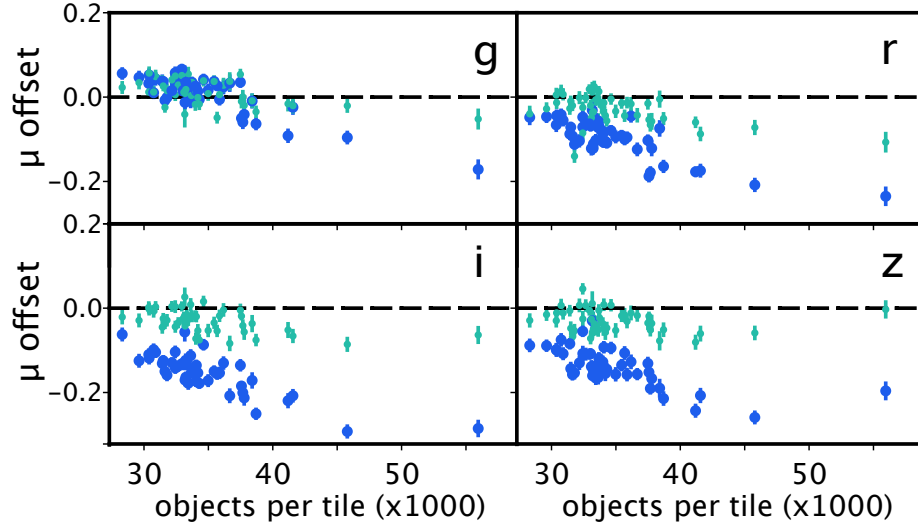 0.2
g
r
0.0
−0.2
μ offset
0.2
i
z
0.0
−0.2
μ offset
30 40 50 30 40 50
objects per tile (x1000) objects per tile (x1000)